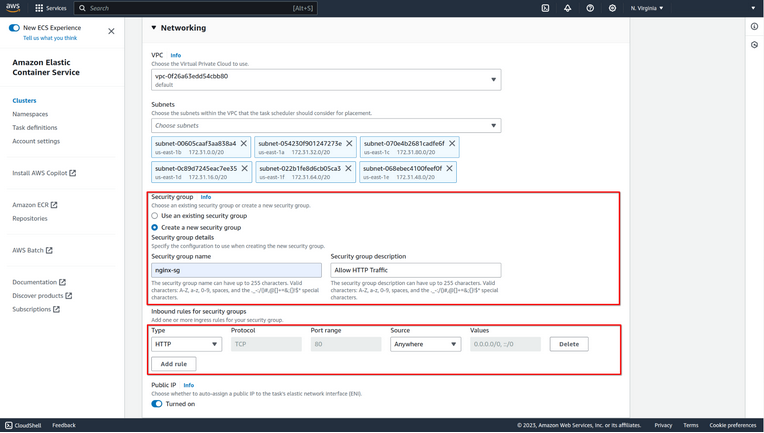 aws
Services
Search
[Alt+S]
N. Virginia
New ECS Experience
Tell us what you think
Amazon Elastic
Container Service
Clusters
Namespaces
Task definitions
Account settings
Install AWS Copilot
Amazon ECR
Repositories
AWS Batch
Documentation
Discover products
Subscriptions
Networking
VPC Info
Choose the Virtual Private Cloud to use.
vpc-0f26a63edd54cbb80
default
Subnets
Choose the subnets within the VPC that the task scheduler should consider for placement.
Choose subnets
subnet-00605caaf3aa838a4
us-east-1b 172.31.0.0/20
subnet-054230f901247273e
us-east-1a 172.31.32.0/20
subnet-070e4b2681cadfe6f
us-east-1c 172.31.80.0/20
subnet-0c89d7245eac7ee35
us-east-1d 172.31.16.0/20
subnet-022b1fe8d6cb05ca3
us-east-1f 172.31.64.0/20
subnet-068ebec4100feef0f
us-east-1e 172.31.48.0/20
Security group Info
Choose an existing security group or create a new security group.
Use an existing security group
Create a new security group
Security group details
Specify the configuration to use when creating the new security group.
Security group name
nginx-sg
The security group name can have up to 255 characters. Valid
characters: A-Z, a-z, 0-9, spaces, and the ._-:/()#,@[]+=&;{}!$* special
characters.
Security group description
Allow HTTP Traffic
The security group description can have up to 255 characters. Valid
characters: A-Z, a-z, 0-9, spaces, and the ._-:/()#,@[]+=&;{}!$* special
characters.
Inbound rules for security groups
Add one or more ingress rules for your security group.
Type Protocol Port range Source Values
HTTP TCP 80 Anywhere 0.0.0.0/0, ::/0 Delete
Add rule
Public IP Info
Choose whether to auto-assign a public IP to the task's elastic network interface (ENI).
Turned on
CloudShell Feedback © 2023, Amazon Web Services, Inc. or its affiliates. Privacy Terms Cookie preferences